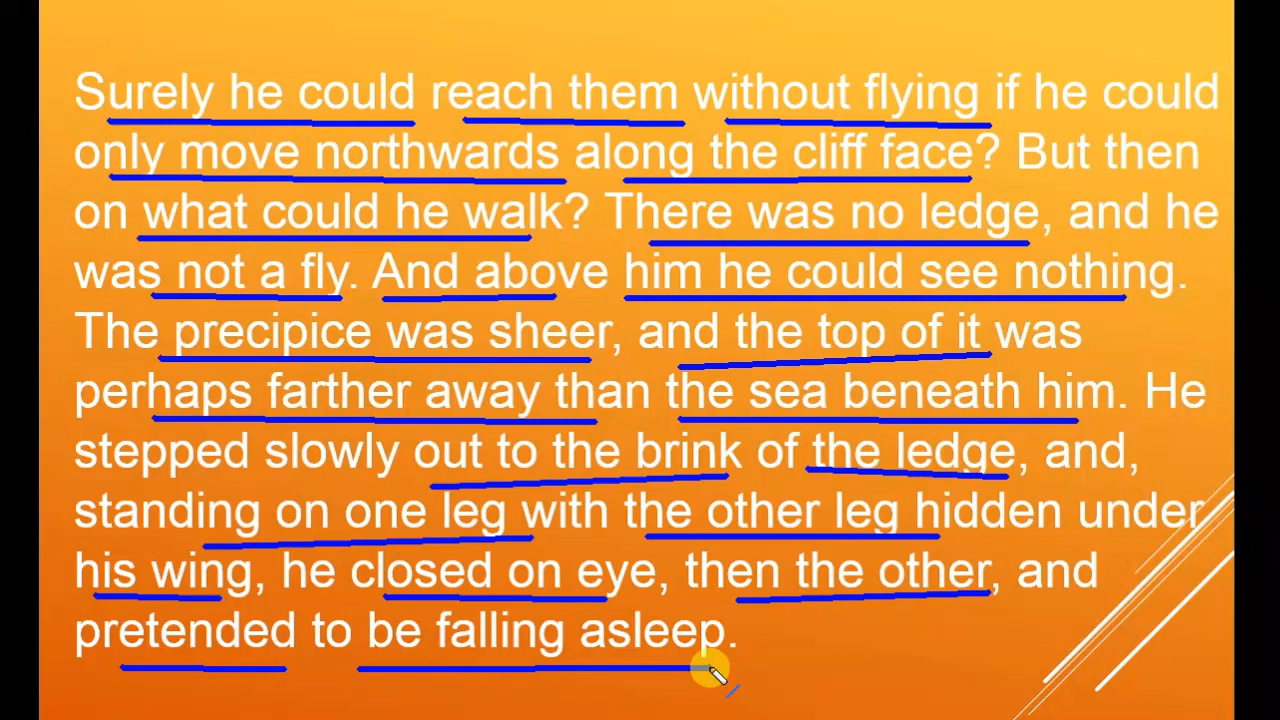 Surely he could reach them without flying if he could
only move northwards along the cliff face? But then
on what could he walk? There was no ledge, and he
was not a fly. And above him he could see nothing.
The precipice was sheer, and the top of it was
perhaps farther away than the sea beneath him. He
stepped slowly out to the brink of the ledge, and,
standing on one leg with the other leg hidden under
his wing, he closed on eye, then the other, and
pretended to be falling asleep.